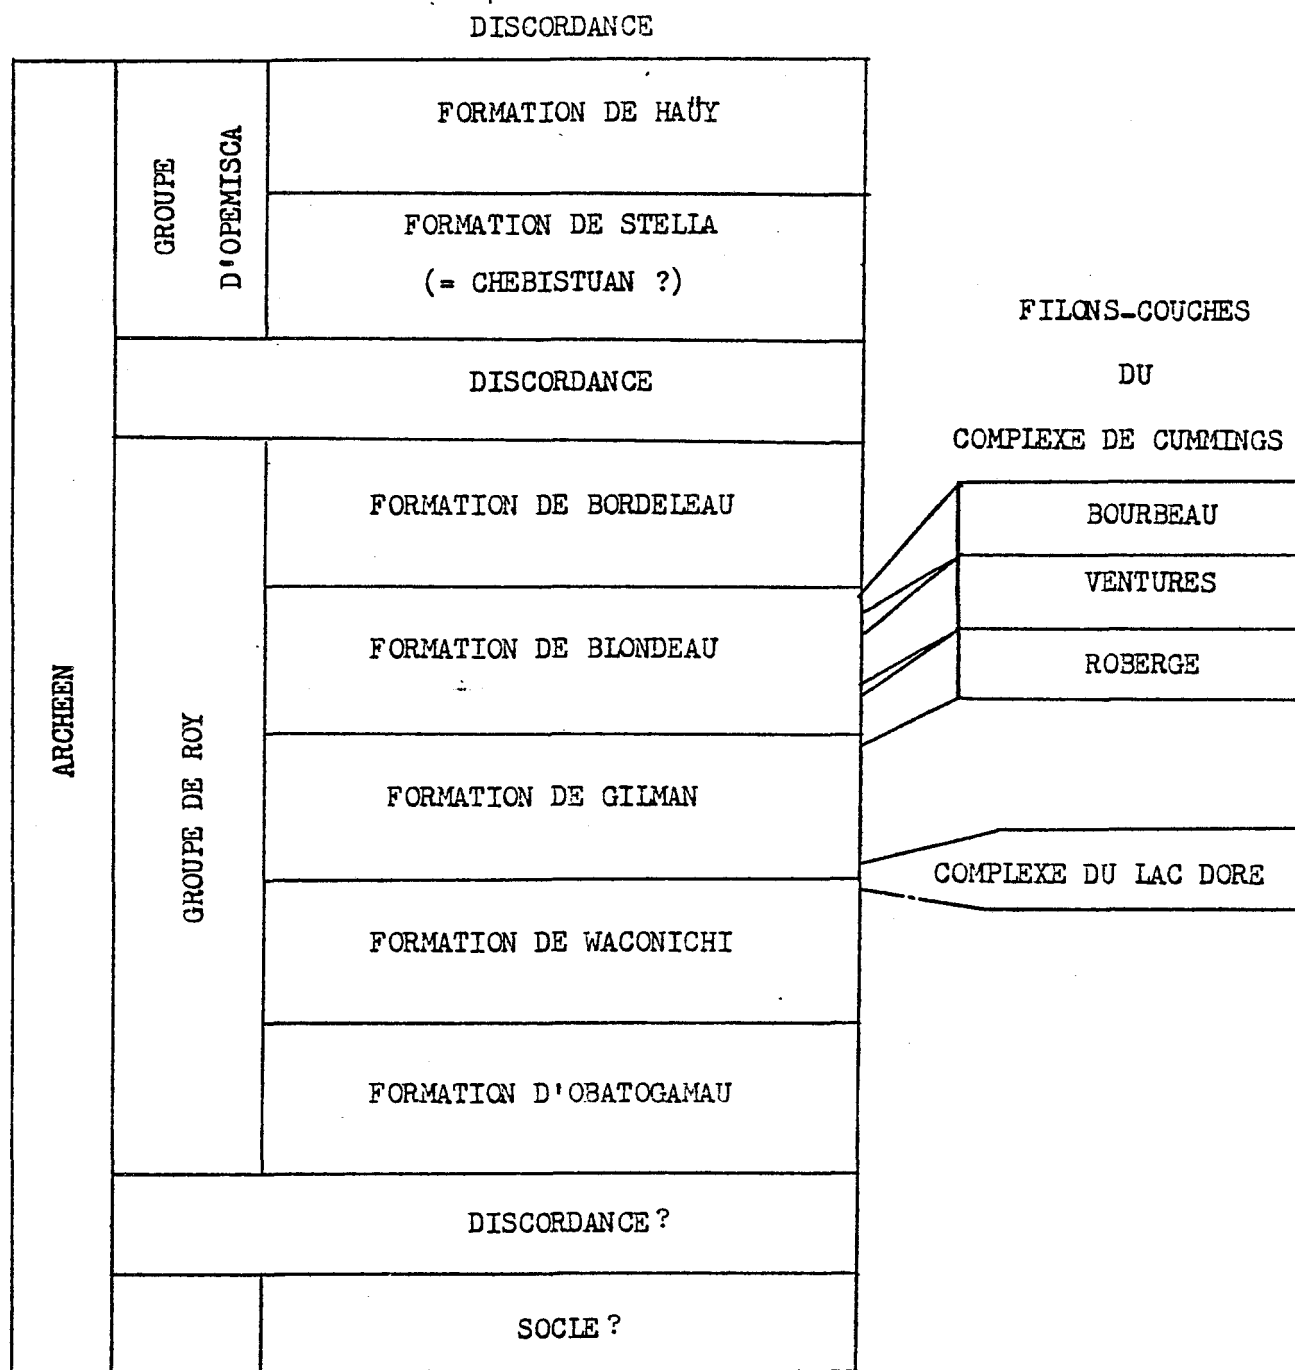 DISCORDANCE
ARCHEEN
GROUPE
D'OPEMISCA
FORMATION DE HAÜY
FORMATION DE STELLA
(= CHEBISTUAN ?)
DISCORDANCE
GROUPE DE ROY
FORMATION DE BORDELEAU
FORMATION DE BLONDEAU
FORMATION DE GILMAN
FORMATION DE WACONICHI
FORMATION D'OBATOGAMAU
DISCORDANCE?
SOCLE?
FILONS-COUCHES
DU
COMPLEXE DE CUMMINGS
BOURBEAU
VENTURES
ROBERGE
COMPLEXE DU LAC DORE